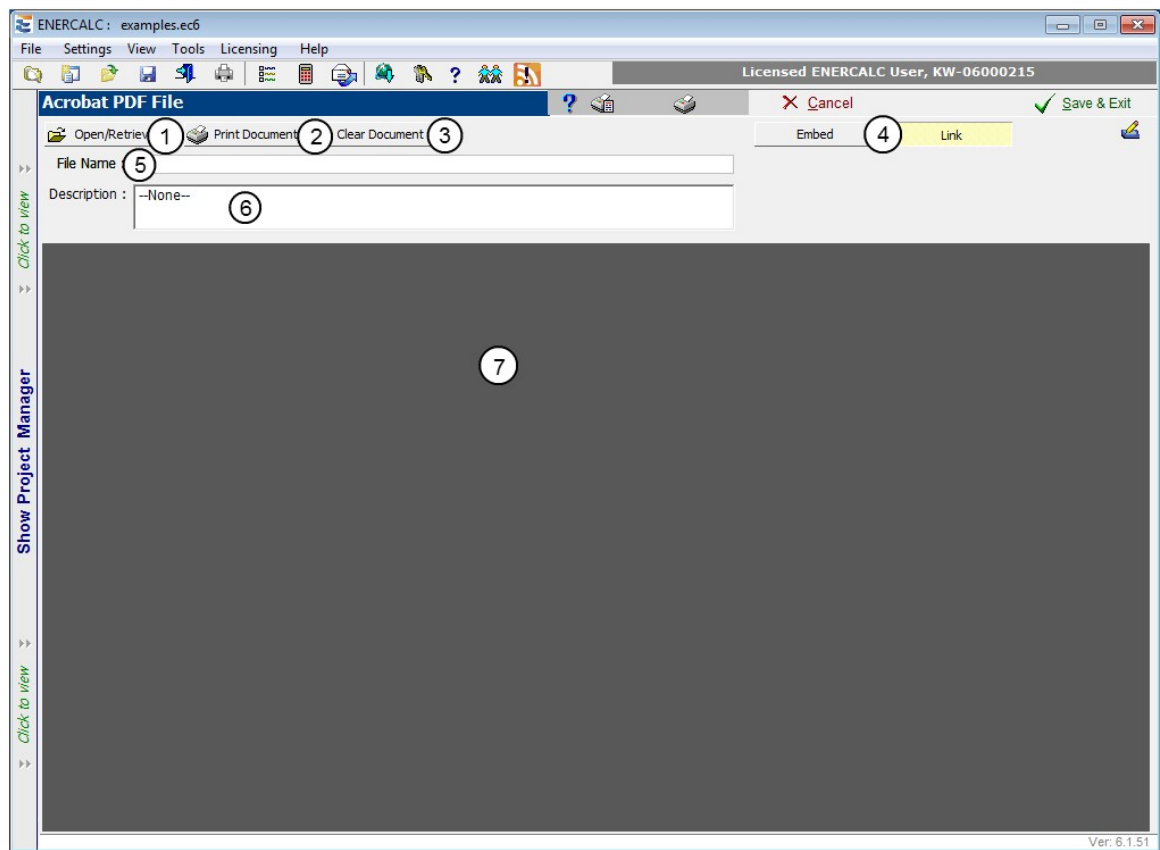 ENERCALC : examples.ec6
File Settings View Tools Licensing Help
Licensed ENERCALC User, KW-06000215
Acrobat PDF File ? Cancel Save & Exit
Open/Retriev 1 Print Document 2 Clear Document 3 Embed 4 Link
File Name : 5
Description : --None-- 6
Click to view
7
Show Project Manager
Click to view
Ver: 6.1.51